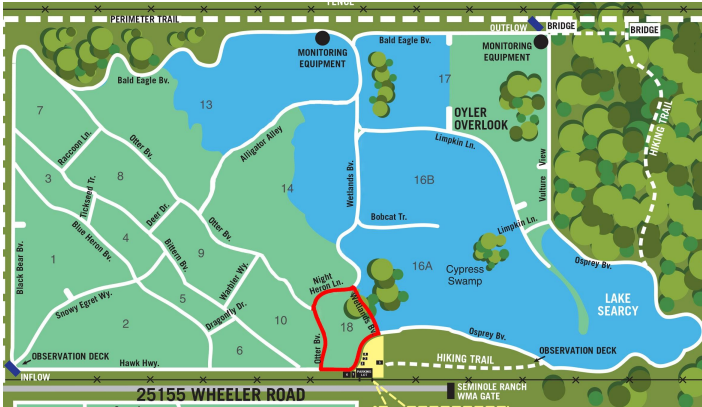 FENCE
PERIMETER TRAIL
OUTFLOW
BRIDGE
BRIDGE
Bald Eagle Bv.
MONITORING
EQUIPMENT
MONITORING
EQUIPMENT
Bald Eagle Bv.
17
13
7
OYLER
OVERLOOK
Raccoon Ln.
Otter Bv.
Alligator Alley
Limpkin Ln.
HIKING TRAIL
3
8
Tickseed Tr.
14
Wetlands Bv.
16B
Vulture View
Deer Dr.
Otter Bv.
Bobcat Tr.
Limpkin Ln.
Black Bear Bv.
1
Blue Heron Bv.
4
Bittern Bv.
9
Warbler Wy.
16A
Cypress
Swamp
Osprey Bv.
Night
Heron Ln.
Snowy Egret Wy.
5
Dragonfly Dr.
10
Wetlands Bv.
LAKE
SEARCY
2
18
Otter Bv.
Osprey Bv.
6
OBSERVATION DECK
Hawk Hwy.
HIKING TRAIL
OBSERVATION DECK
INFLOW
PARKING
LOT
25155 WHEELER ROAD
SEMINOLE RANCH
WMA GATE